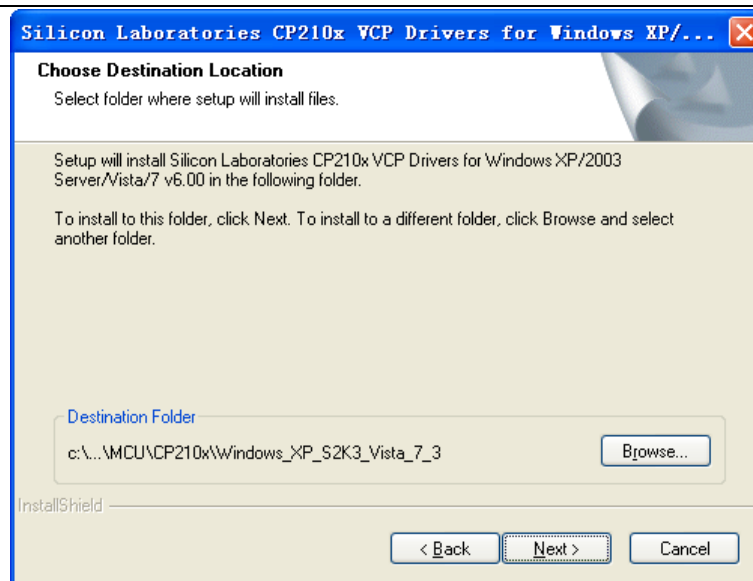 Silicon Laboratories CP210x VCP Drivers for Windows XP/...
Choose Destination Location
Select folder where setup will install files.
Setup will install Silicon Laboratories CP210x VCP Drivers for Windows XP/2003
Server/Vista/7 v6.00 in the following folder.
To install to this folder, click Next. To install to a different folder, click Browse and select
another folder.
Destination Folder
c:\...\MCU\CP210x\Windows_XP_S2K3_Vista_7_3
Browse...
InstallShield
< Back
Next >
Cancel